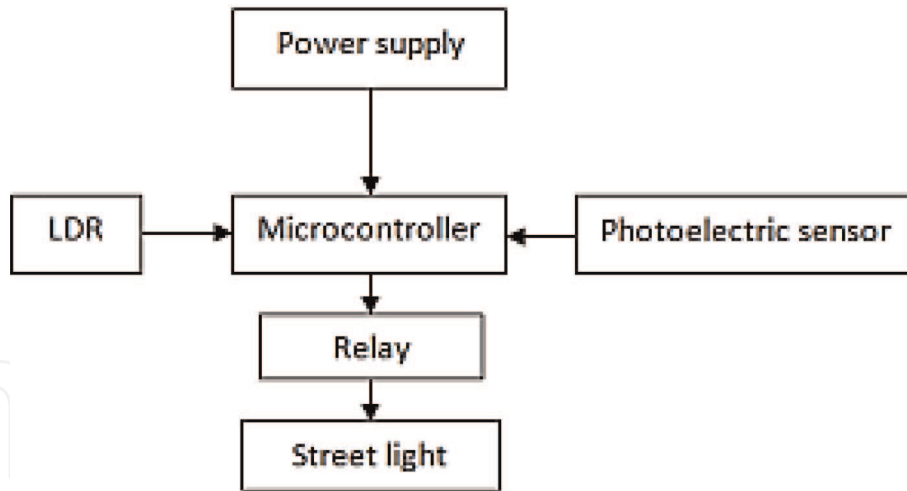 Power supply
LDR
Microcontroller
Photoelectric sensor
Relay
Street light